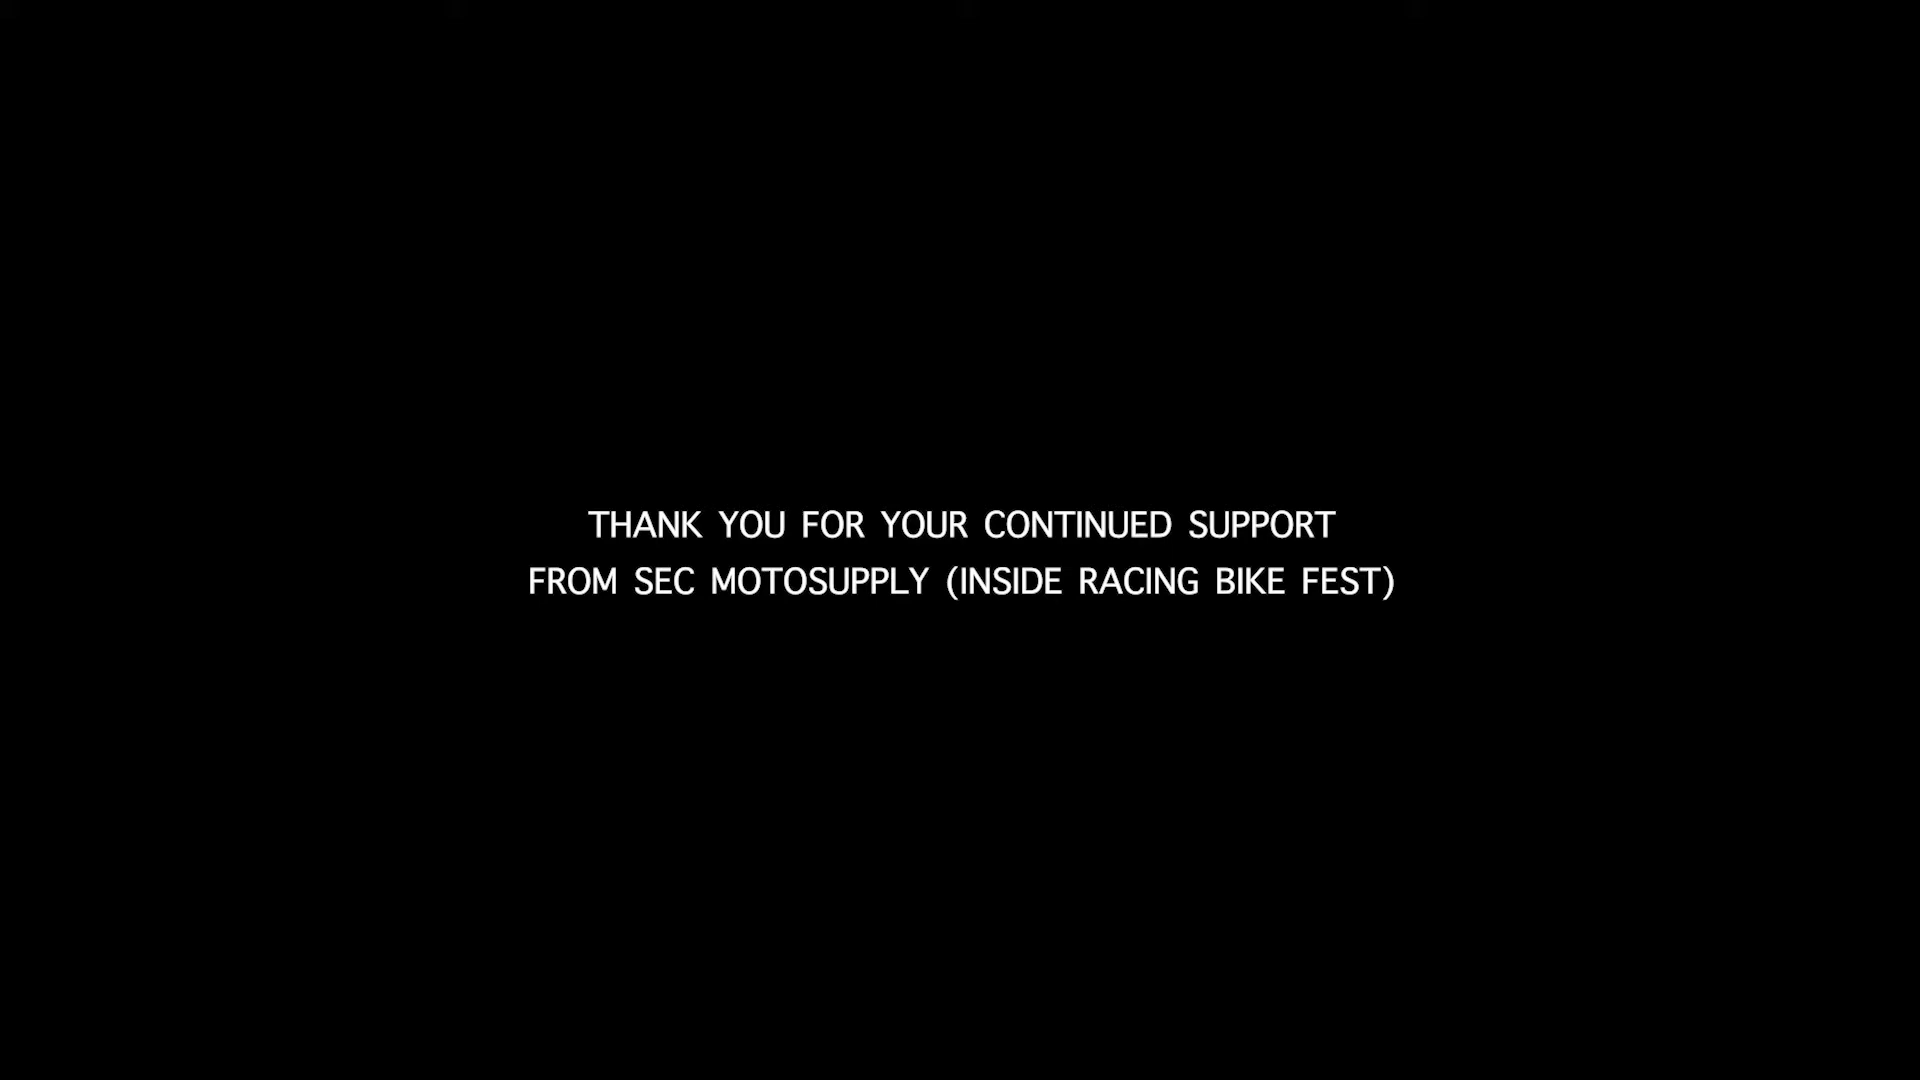 THANK YOU FOR YOUR CONTINUED SUPPORT
FROM SEC MOTOSUPPLY (INSIDE RACING BIKE FEST)